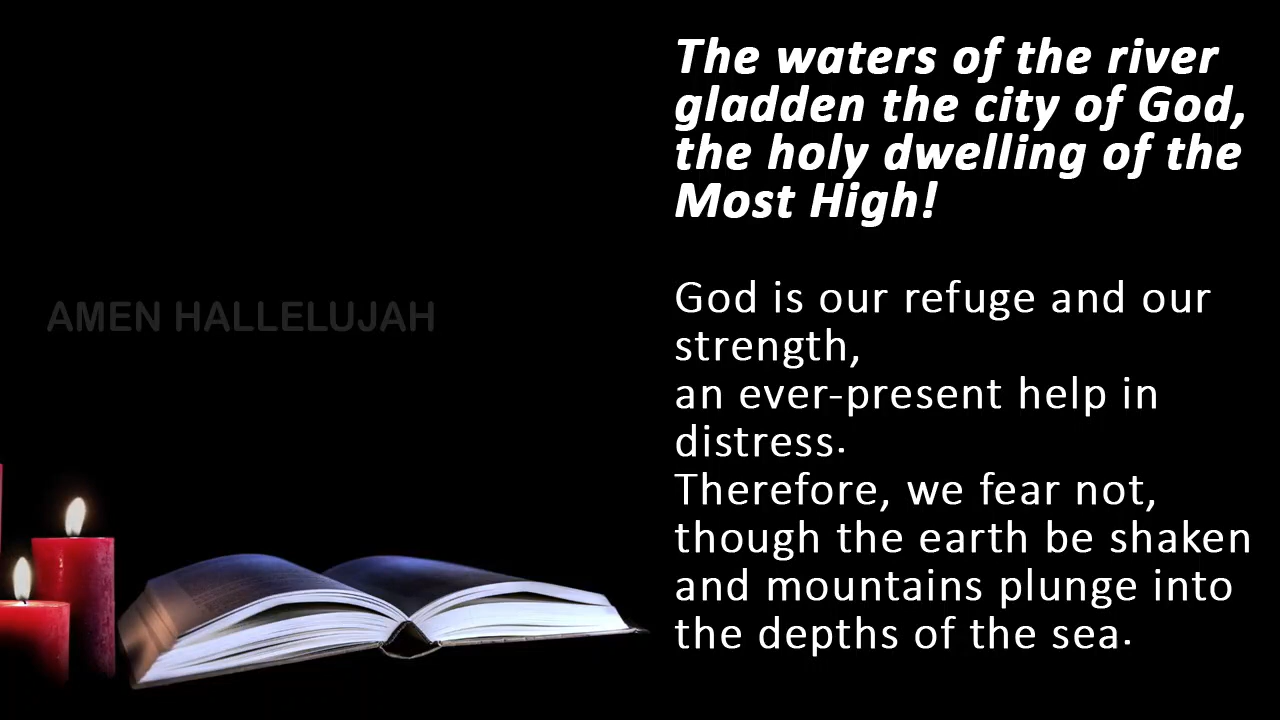 The waters of the river
gladden the city of God,
the holy dwelling of the
Most High!
God is our refuge and our
strength,
an ever-present help in
distress.
Therefore, we fear not,
though the earth be shaken
and mountains plunge into
the depths of the sea.
AMEN HALLELUJAH